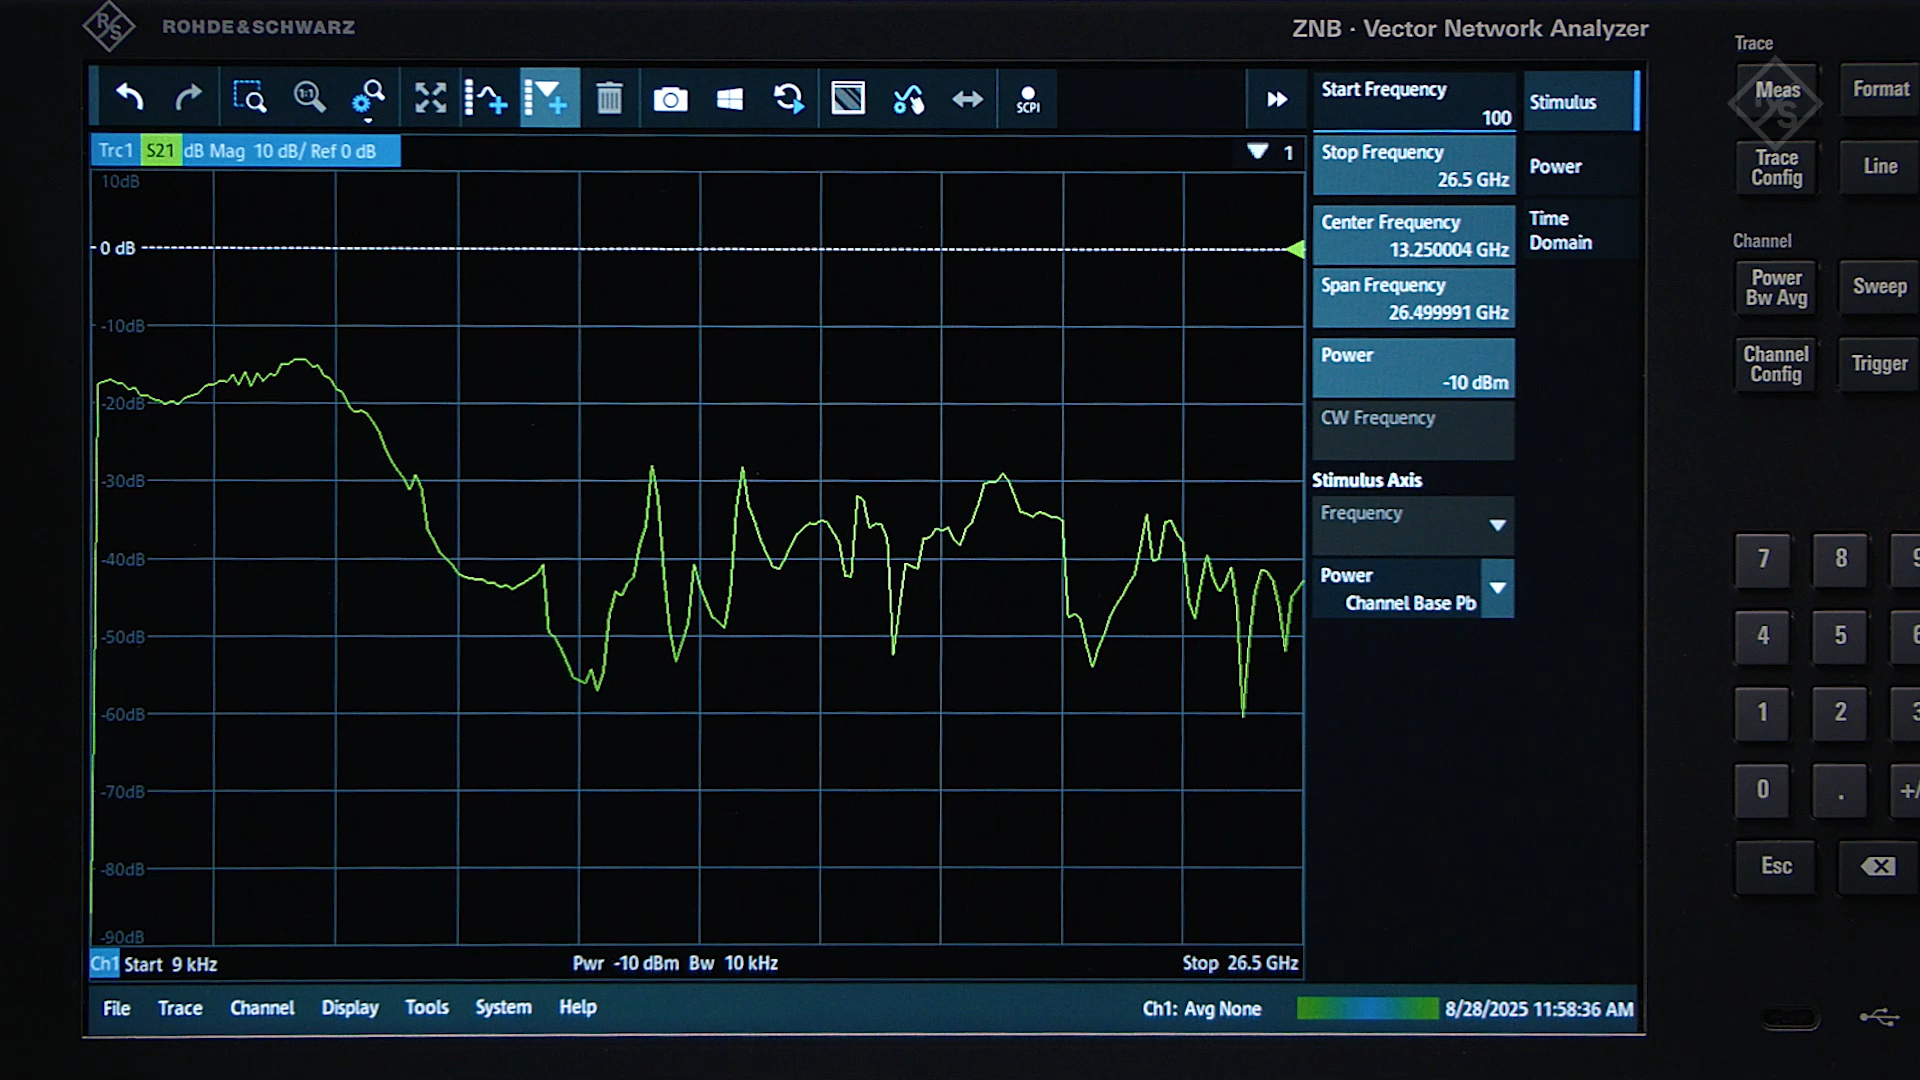 ROHDE&SCHWARZ
ZNB · Vector Network Analyzer
1:1
SCPI
Trc1 S21 dB Mag 10 dB/ Ref 0 dB
1
10dB
0 dB
-10dB
-20dB
-30dB
-40dB
-50dB
-60dB
-70dB
-80dB
-90dB
Ch1 Start 9 kHz
Pwr -10 dBm Bw 10 kHz
Stop 26.5 GHz
File Trace Channel Display Tools System Help
Ch1: Avg None
8/28/2025 11:58:36 AM
Start Frequency
100
Stop Frequency
26.5 GHz
Center Frequency
13.250004 GHz
Span Frequency
26.499991 GHz
Power
-10 dBm
CW Frequency
Stimulus Axis
Frequency
Power
Channel Base Pb
Stimulus
Power
Time
Domain
Trace
Meas
Format
Trace
Config
Line
Channel
Power
Bw Avg
Sweep
Channel
Config
Trigger
7 8 9
4 5 6
1 2 3
0 . +/
Esc
R S
R S